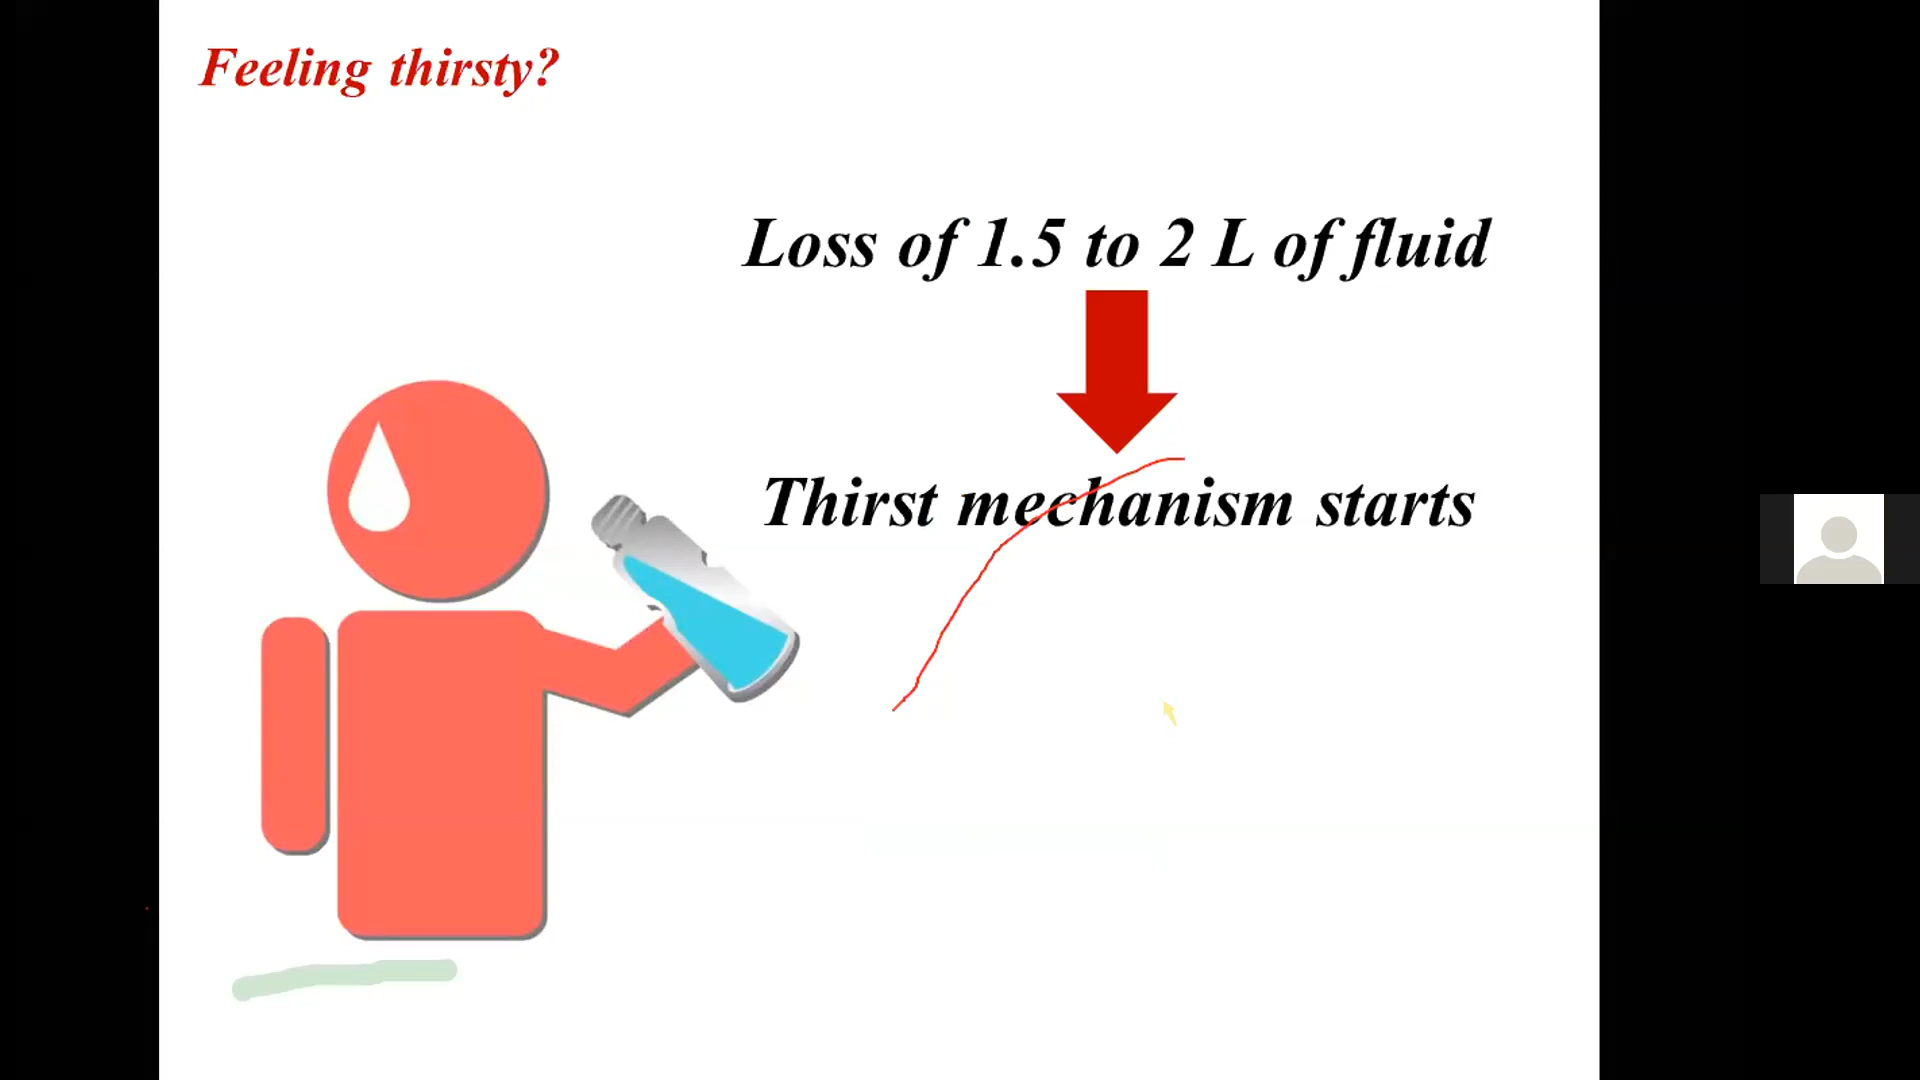 Feeling thirsty?
Loss of 1.5 to 2 L of fluid
Thirst mechanism starts